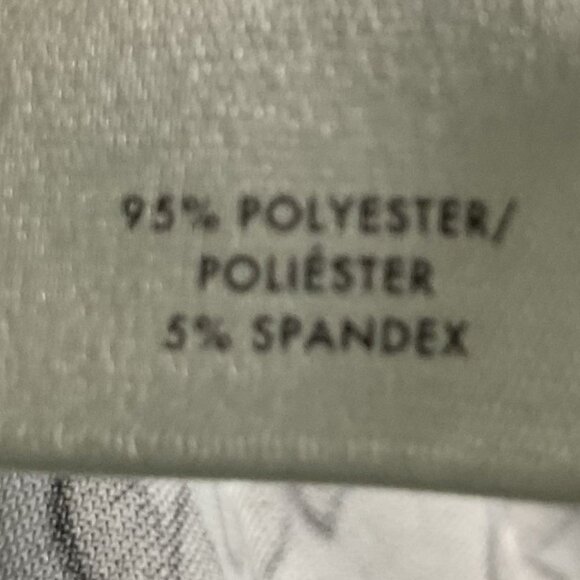 95% POLYESTER/
POLIÉSTER
5% SPANDEX